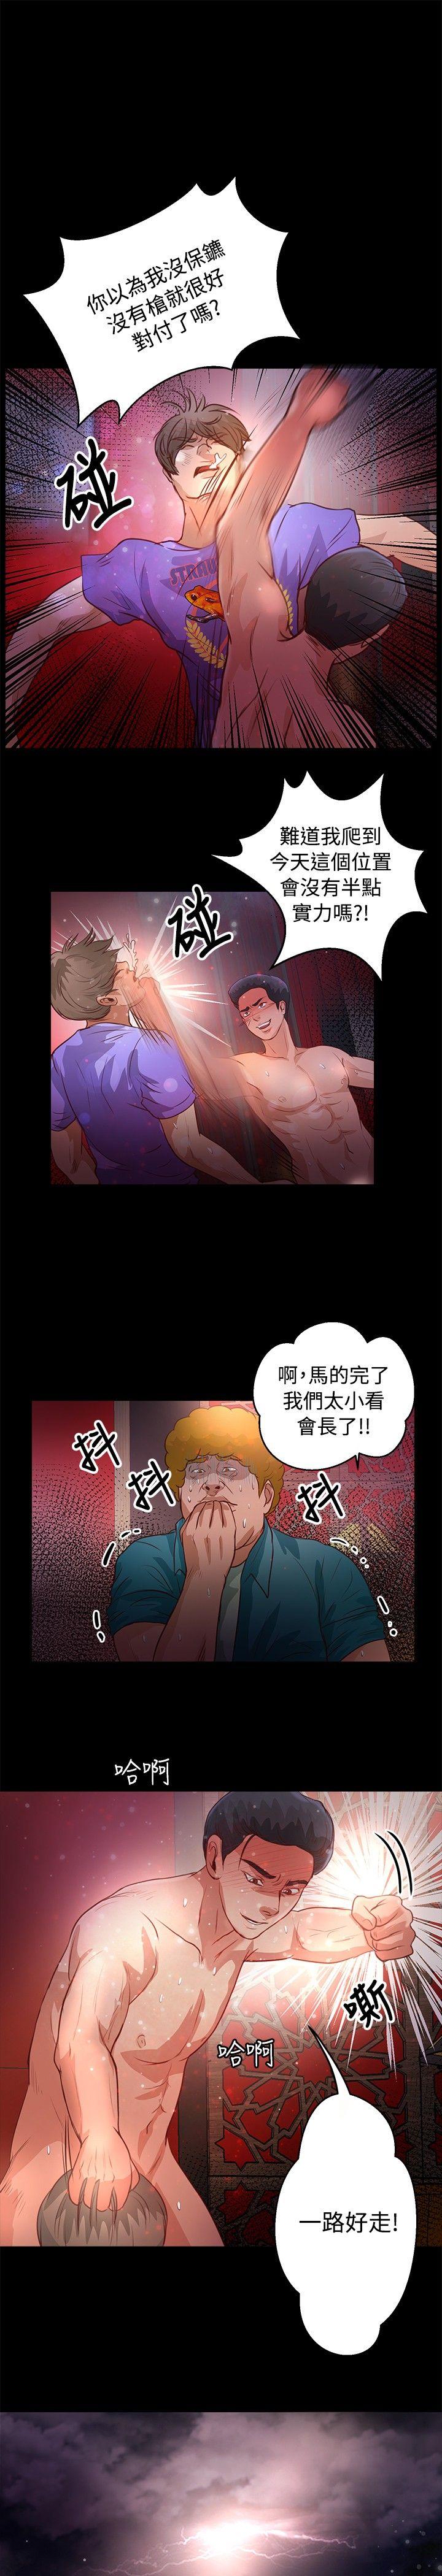 你以為我沒保鑣
沒有槍就很好
對付了嗎?
碰
STRAW
難道我爬到
今天這個位置
會沒有半點
實力嗎?!
碰
啊,馬的完了
我們太小看
會長了!!
抖
抖
抖
哈啊
嘶
哈啊
一路好走!